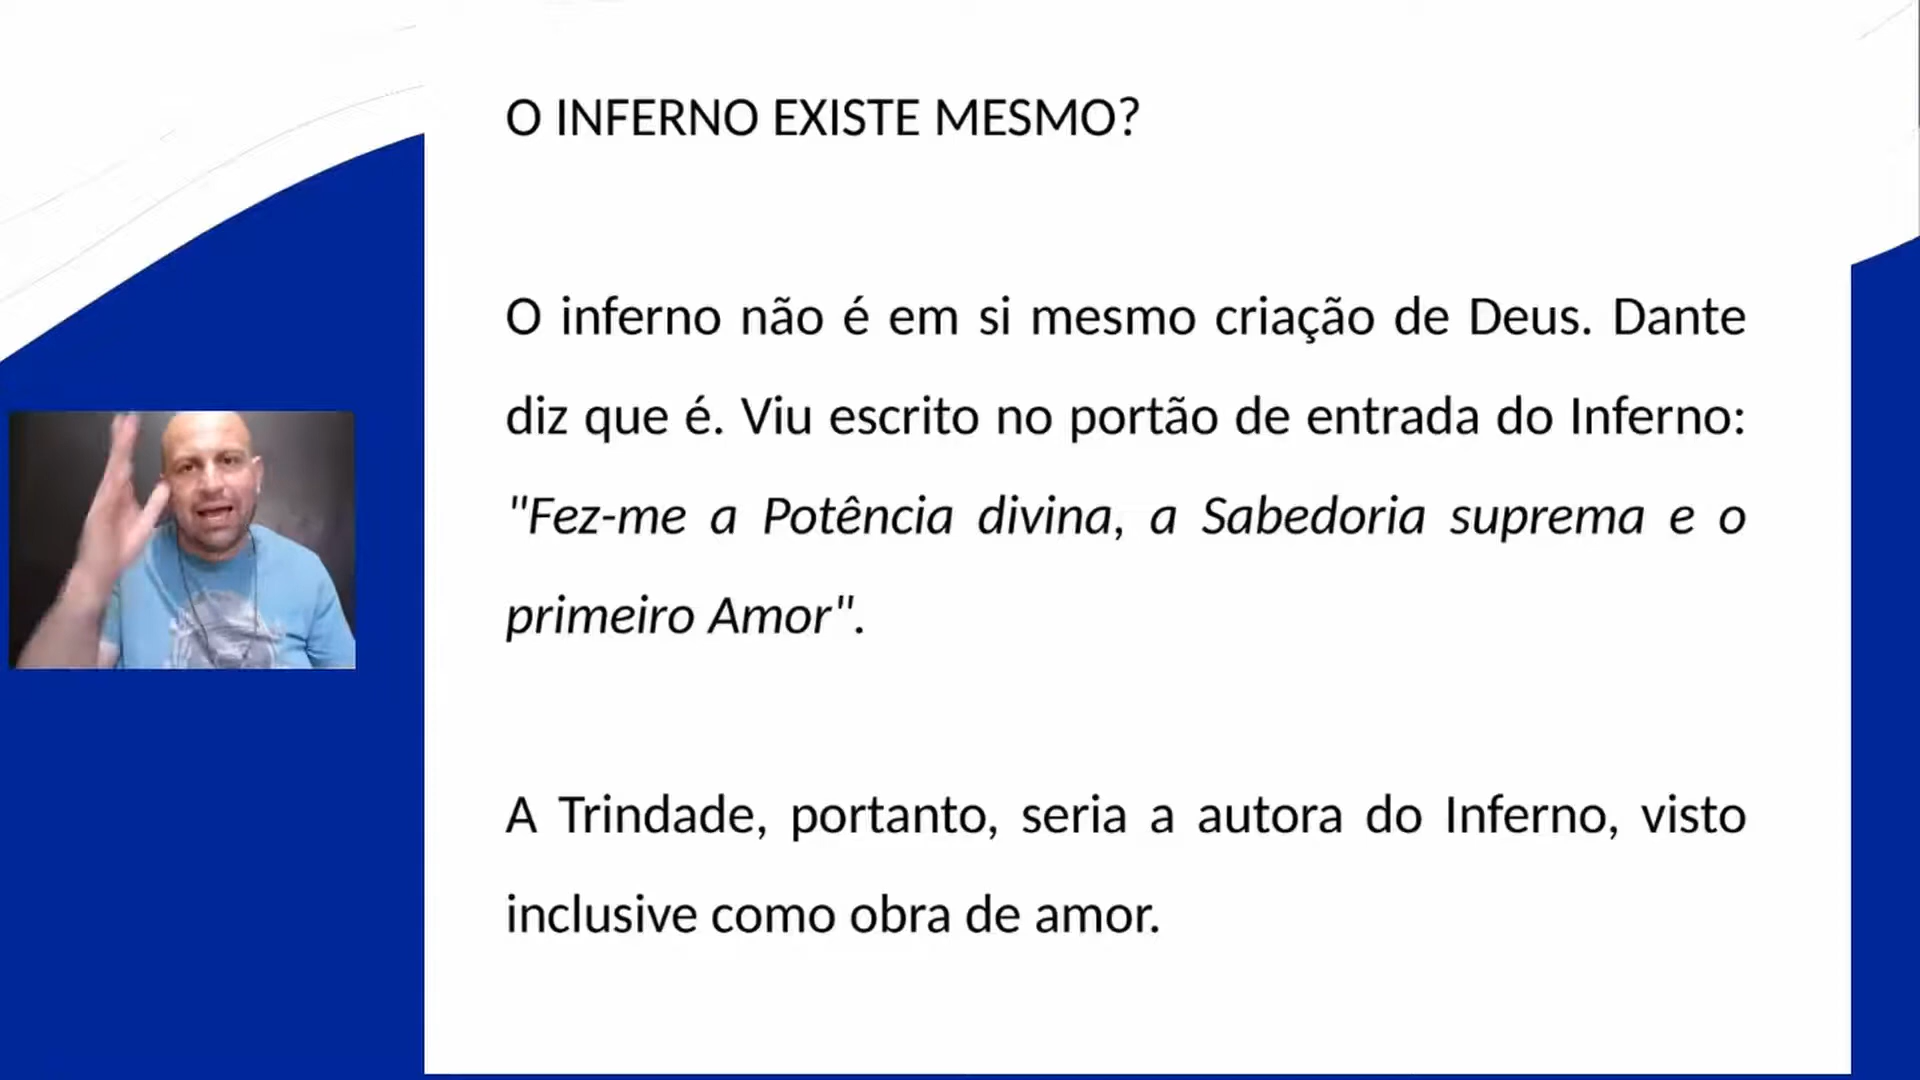 O INFERNO EXISTE MESMO?
O inferno não é em si mesmo criação de Deus. Dante
diz que é. Viu escrito no portão de entrada do Inferno:
"Fez-me a Potência divina, a Sabedoria suprema e o
primeiro Amor".
A Trindade, portanto, seria a autora do Inferno, visto
inclusive como obra de amor.